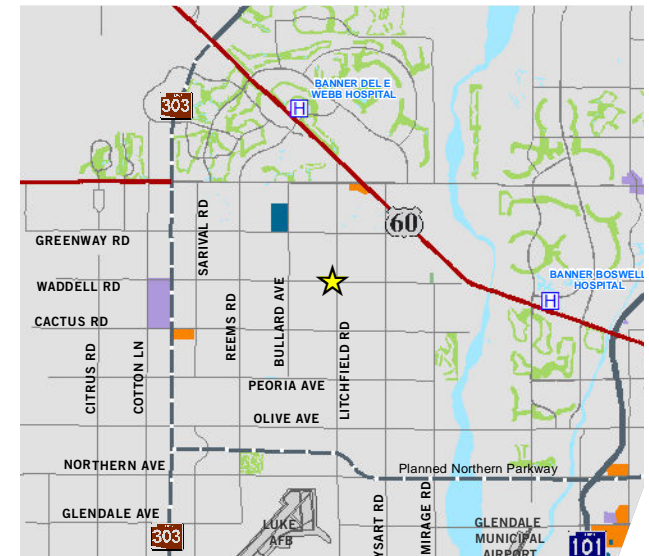 BANNER DEL E
WEBB HOSPITAL
H
303
60
SARIVAL RD
GREENWAY RD
WADDELL RD
CACTUS RD
BANNER BOSWELL
HOSPITAL
H
CITRUS RD
COTTON LN
REEMS RD
BULLARD AVE
LITCHFIELD RD
PEORIA AVE
OLIVE AVE
NORTHERN AVE
Planned Northern Parkway
GLENDALE AVE
303
LUKE
AFB
YSART RD
MIRAGE RD
GLENDALE
MUNICIPAL
AIRPORT
101